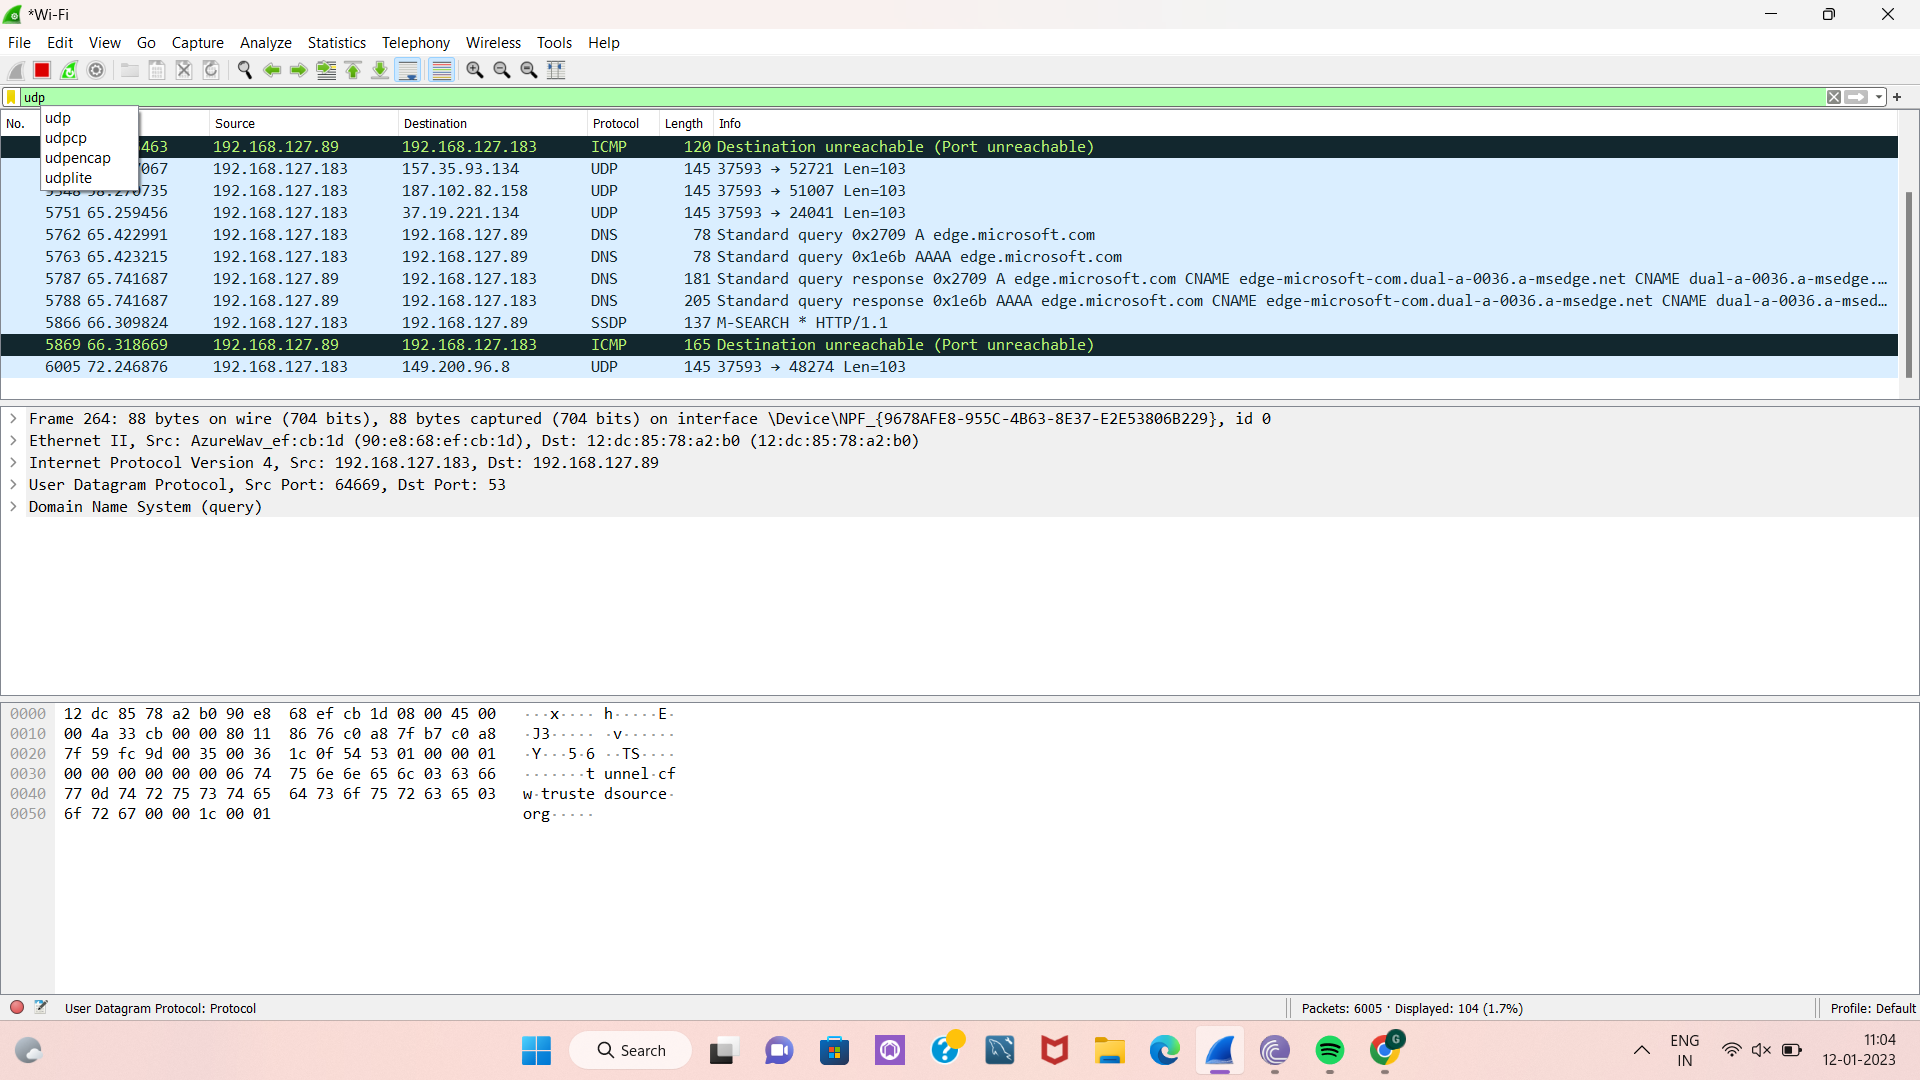 *Wi-Fi
File Edit View Go Capture Analyze Statistics Telephony Wireless Tools Help
udp
udp
udpcp
udpencap
udplite
No. Source Destination Protocol Length Info
463 192.168.127.89 192.168.127.183 ICMP 120 Destination unreachable (Port unreachable)
067 192.168.127.183 157.35.93.134 UDP 145 37593 → 52721 Len=103
192.168.127.183 187.102.82.158 UDP 145 37593 → 51007 Len=103
5751 65.259456 192.168.127.183 37.19.221.134 UDP 145 37593 → 24041 Len=103
5762 65.422991 192.168.127.183 192.168.127.89 DNS 78 Standard query 0x2709 A edge.microsoft.com
5763 65.423215 192.168.127.183 192.168.127.89 DNS 78 Standard query 0x1e6b AAAA edge.microsoft.com
5787 65.741687 192.168.127.89 192.168.127.183 DNS 181 Standard query response 0x2709 A edge.microsoft.com CNAME edge-microsoft-com.dual-a-0036.a-msedge.net CNAME dual-a-0036.a-msedge.…
5788 65.741687 192.168.127.89 192.168.127.183 DNS 205 Standard query response 0x1e6b AAAA edge.microsoft.com CNAME edge-microsoft-com.dual-a-0036.a-msedge.net CNAME dual-a-0036.a-msed…
5866 66.309824 192.168.127.183 192.168.127.89 SSDP 137 M-SEARCH * HTTP/1.1
5869 66.318669 192.168.127.89 192.168.127.183 ICMP 165 Destination unreachable (Port unreachable)
6005 72.246876 192.168.127.183 149.200.96.8 UDP 145 37593 → 48274 Len=103
Frame 264: 88 bytes on wire (704 bits), 88 bytes captured (704 bits) on interface \Device\NPF_{9678AFE8-955C-4B63-8E37-E2E53806B229}, id 0
Ethernet II, Src: AzureWav_ef:cb:1d (90:e8:68:ef:cb:1d), Dst: 12:dc:85:78:a2:b0 (12:dc:85:78:a2:b0)
Internet Protocol Version 4, Src: 192.168.127.183, Dst: 192.168.127.89
User Datagram Protocol, Src Port: 64669, Dst Port: 53
Domain Name System (query)
0000 12 dc 85 78 a2 b0 90 e8 68 ef cb 1d 08 00 45 00 ···x···· h·····E·
0010 00 4a 33 cb 00 00 80 11 86 76 c0 a8 7f b7 c0 a8 ·J3····· ·v······
0020 7f 59 fc 9d 00 35 00 36 1c 0f 54 53 01 00 00 01 ·Y···5·6 ··TS····
0030 00 00 00 00 00 00 06 74 75 6e 6e 65 6c 03 63 66 ·······t unnel·cf
0040 77 0d 74 72 75 73 74 65 64 73 6f 75 72 63 65 03 w·truste dsource·
0050 6f 72 67 00 00 1c 00 01 org·····
User Datagram Protocol: Protocol Packets: 6005 · Displayed: 104 (1.7%) Profile: Default
Search
ENG
IN
11:04
12-01-2023